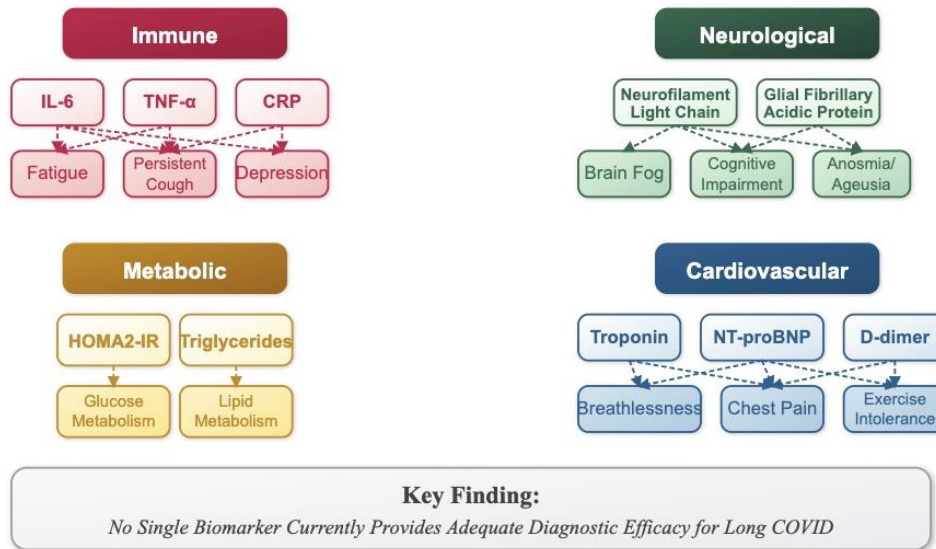 Immune
IL-6
TNF-α
CRP
Fatigue
Persistent
Cough
Depression
Neurological
Neurofilament
Light Chain
Glial Fibrillary
Acidic Protein
Brain Fog
Cognitive
Impairment
Anosmia/
Ageusia
Metabolic
HOMA2-IR
Triglycerides
Glucose
Metabolism
Lipid
Metabolism
Cardiovascular
Troponin
NT-proBNP
D-dimer
Breathlessness
Chest Pain
Exercise
Intolerance
Key Finding:
No Single Biomarker Currently Provides Adequate Diagnostic Efficacy for Long COVID